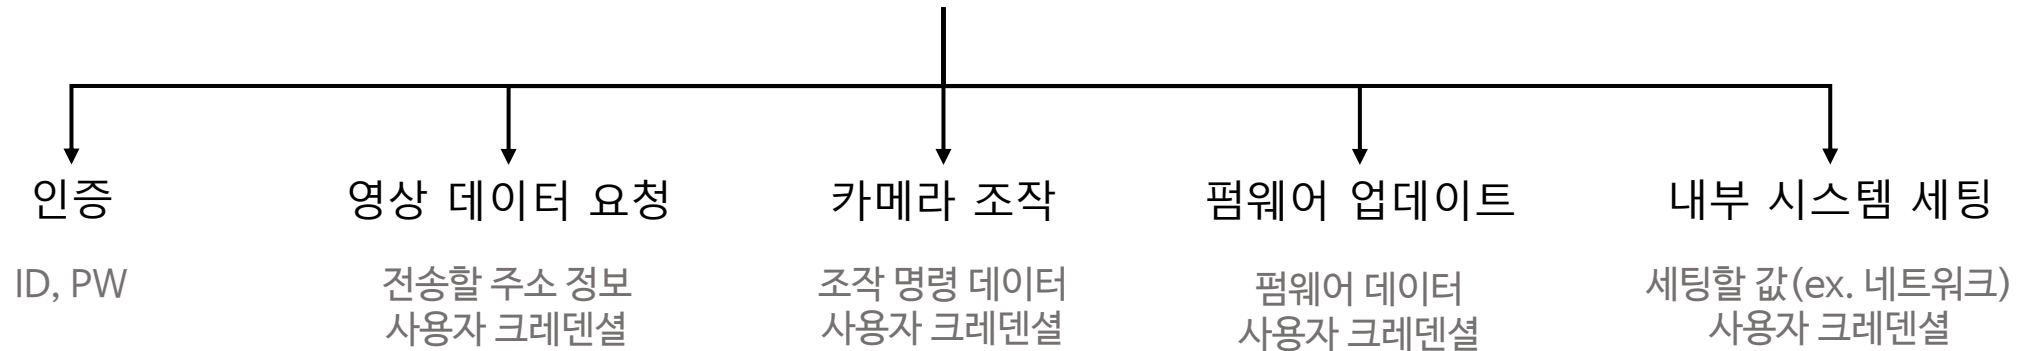 인증
ID, PW
영상 데이터 요청
전송할 주소 정보
사용자 크레덴셜
카메라 조작
조작 명령 데이터
사용자 크레덴셜
펌웨어 업데이트
펌웨어 데이터
사용자 크레덴셜
내부 시스템 세팅
세팅할 값(ex. 네트워크)
사용자 크레덴셜